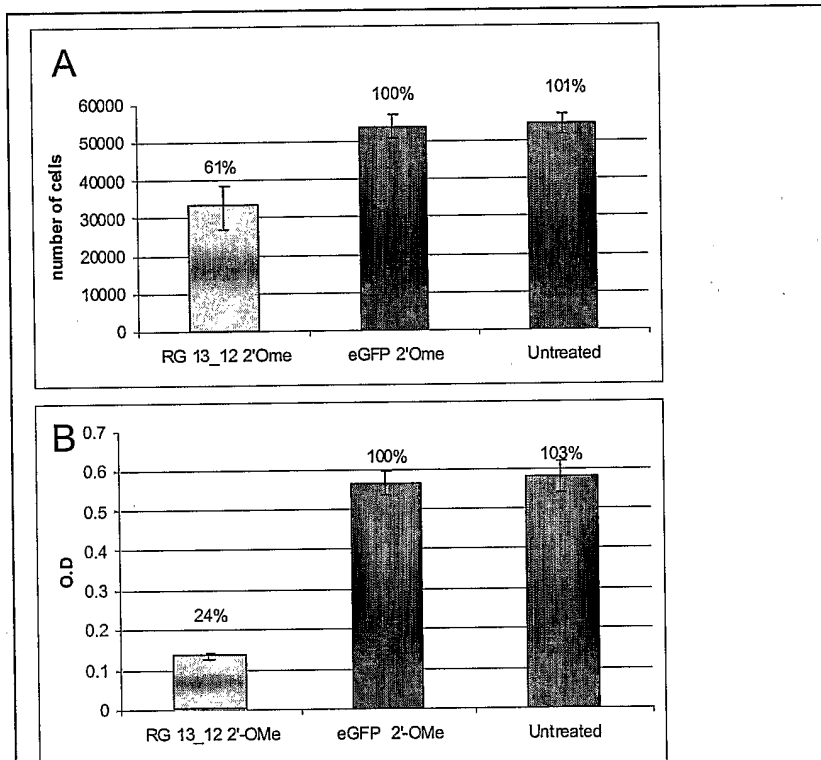 A
101%
100%
61%
60000
50000
40000
30000
20000
10000
0
number of cells
RG 13_12 2'Ome
eGFP 2'Ome
Untreated
B
0.7
0.6
0.5
0.4
0.3
0.2
0.1
0
O.D
100%
103%
24%
RG 13_12 2'-OMe
eGFP 2'-OMe
Untreated